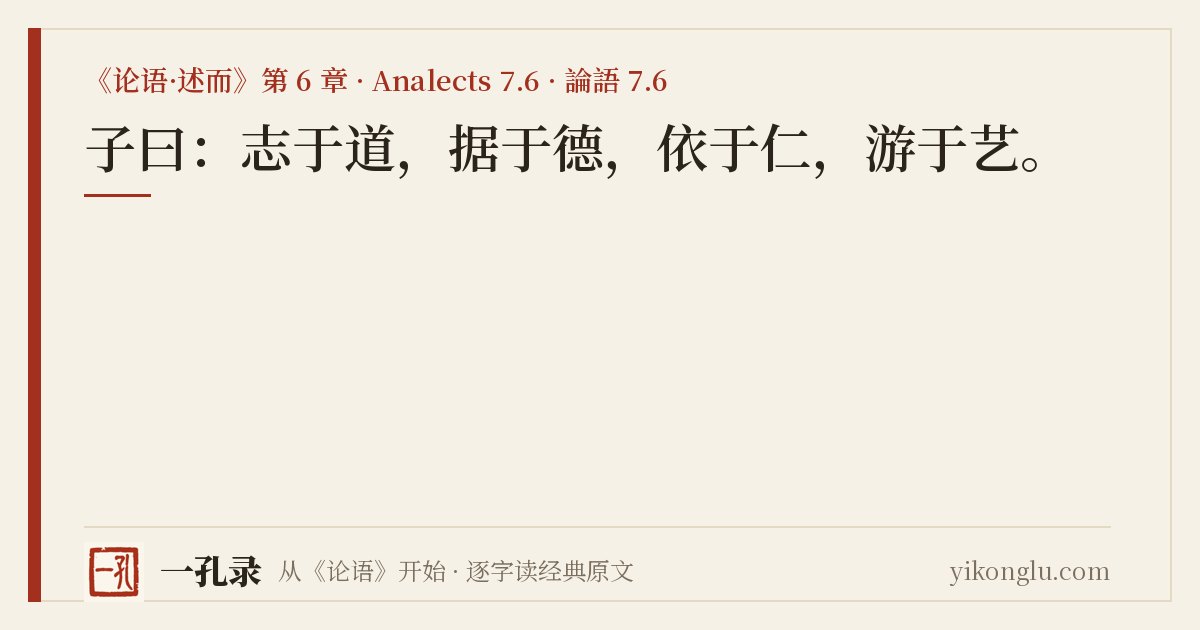 《论语·述而》第 6 章 · Analects 7.6 · 論語 7.6
子曰：志于道，据于德，依于仁，游于艺。
一孔
一孔录 从《论语》开始 · 逐字读经典原文 yikonglu.com